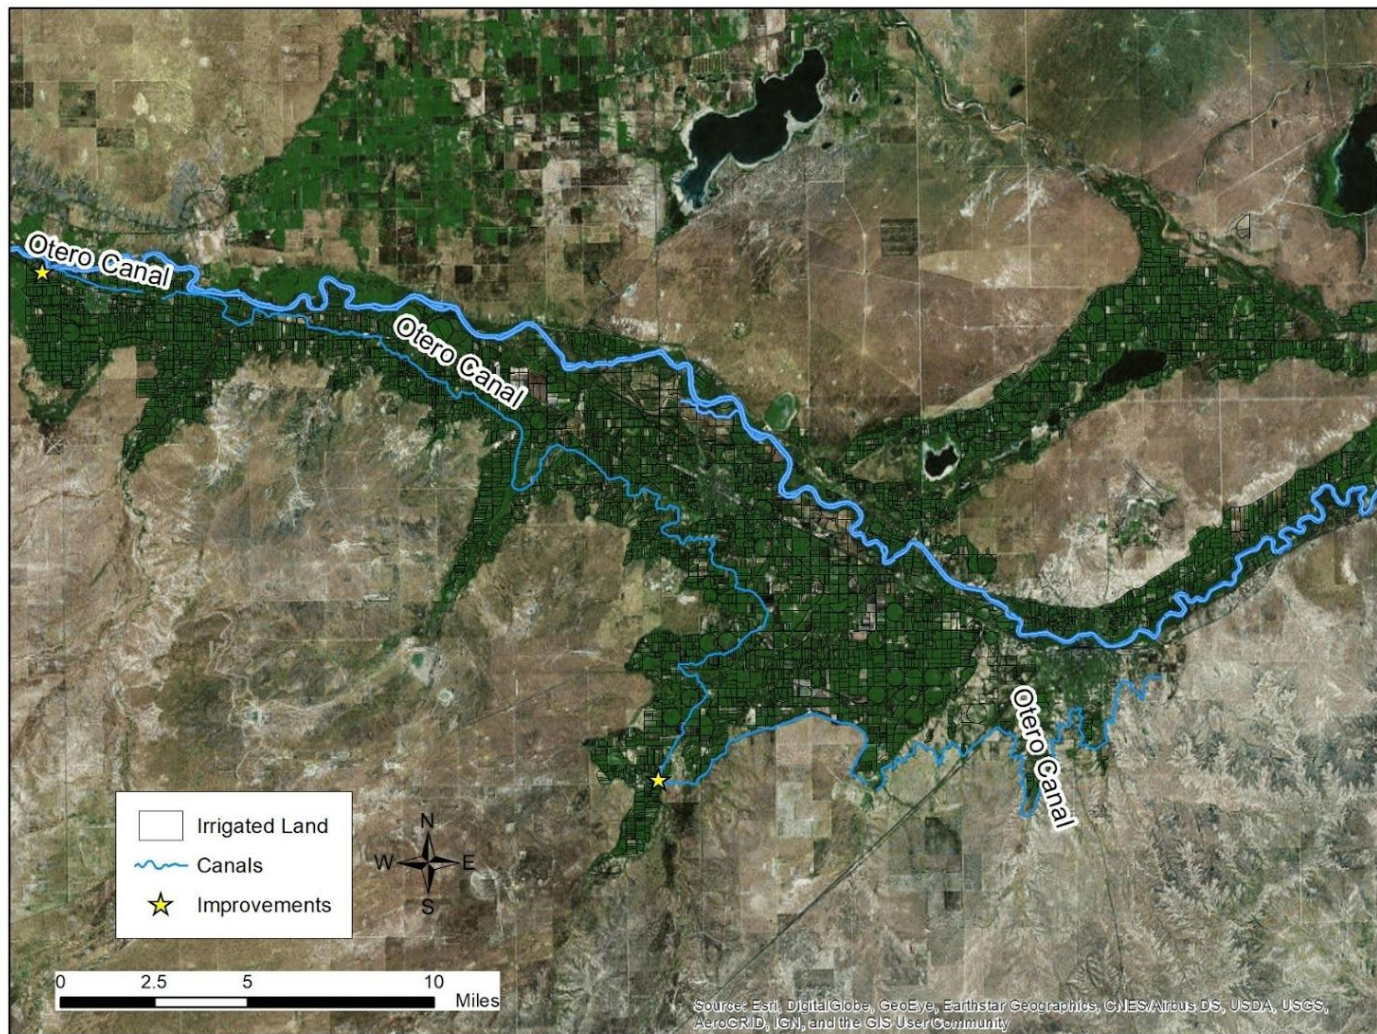 Otero Canal
Otero Canal
Otero Canal
Irrigated Land
Canals
Improvements
N
W E
S
0 2.5 5 10
Miles
Source: Esri, DigitalGlobe, GeoEye, Earthstar Geographics, CNES/Airbus DS, USDA, USGS,
AeroGRID, IGN, and the GIS User Community